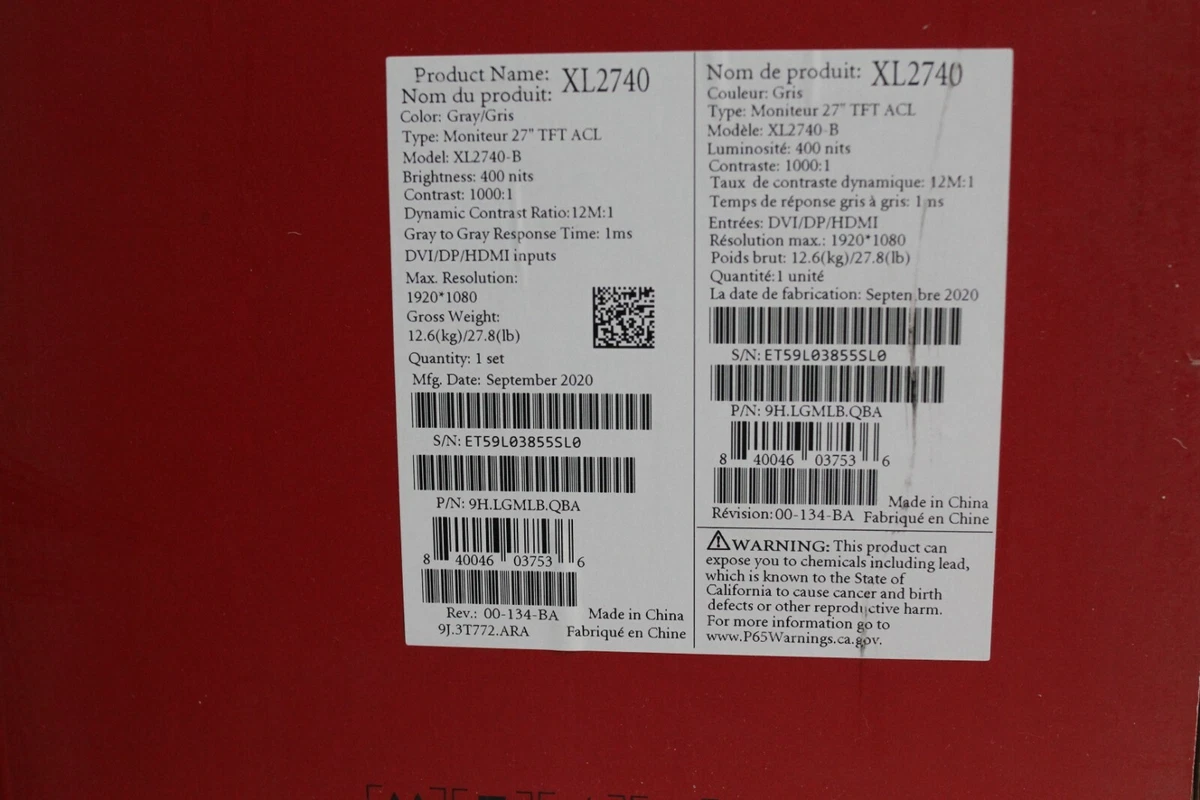 Product Name: XL2740
Nom du produit:
Color: Gray/Gris
Type: Moniteur 27" TFT ACL
Model: XL2740-B
Brightness: 400 nits
Contrast: 1000:1
Dynamic Contrast Ratio:12M:1
Gray to Gray Response Time: 1ms
DVI/DP/HDMI inputs
Max. Resolution:
1920*1080
Gross Weight:
12.6(kg)/27.8(lb)
Quantity: 1 set
Mfg. Date: September 2020
S/N: ET59L03855SL0
P/N: 9H.LGMLB.QBA
8 40046 03753 6
Rev.: 00-134-BA Made in China
9J.3T772.ARA Fabriqué en Chine
Nom de produit: XL2740
Couleur: Gris
Type: Moniteur 27" TFT ACL
Modèle: XL2740-B
Luminosité: 400 nits
Contraste: 1000:1
Taux de contraste dynamique: 12M:1
Temps de réponse gris à gris: 1 ms
Entrées: DVI/DP/HDMI
Résolution max.: 1920*1080
Poids brut: 12.6(kg)/27.8(lb)
Quantité:1 unité
La date de fabrication: Septembre 2020
S/N: ET59L03855SL0
P/N: 9H.LGMLB.QBA
8 40046 03753 6
Made in China
Révision:00-134-BA Fabriqué en Chine
⚠WARNING: This product can
expose you to chemicals including lead,
which is known to the State of
California to cause cancer and birth
defects or other reproductive harm.
For more information go to
www.P65Warnings.ca.gov.